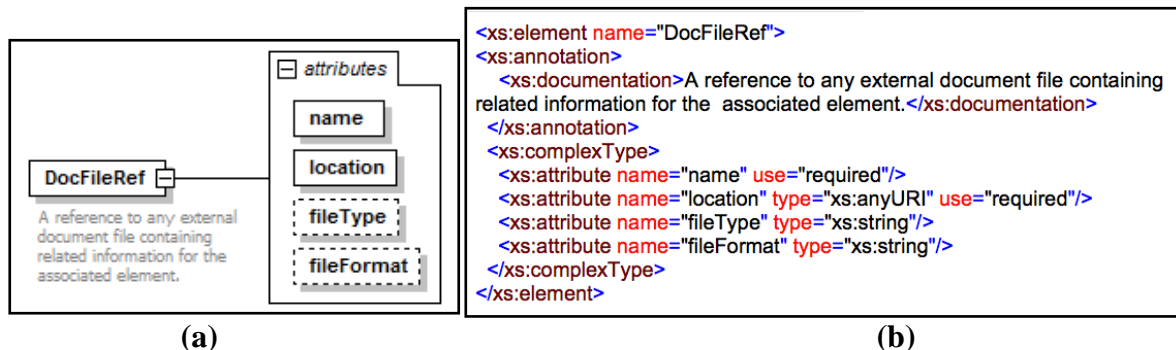 attributes
name
location
DocFileRef
fileType
fileFormat
A reference to any external
document file containing
related information for the
associated element.
<xs:element name="DocFileRef">
<xs:annotation>
<xs:documentation>A reference to any external document file containing
related information for the  associated element.</xs:documentation>
</xs:annotation>
<xs:complexType>
<xs:attribute name="name" use="required"/>
<xs:attribute name="location" type="xs:anyURI" use="required"/>
<xs:attribute name="fileType" type="xs:string"/>
<xs:attribute name="fileFormat" type="xs:string"/>
</xs:complexType>
</xs:element>
(a)
(b)